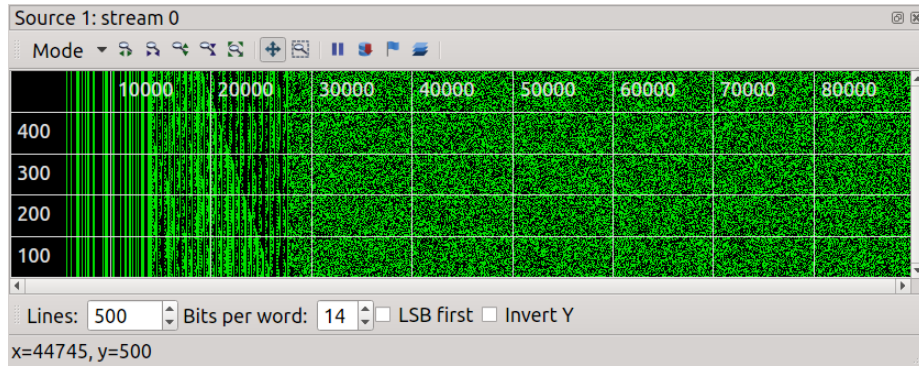 Source 1: stream 0
Mode
10000 20000 30000 40000 50000 60000 70000 80000
400
300
200
100
Lines: 500 Bits per word: 14 LSB first Invert Y
x=44745, y=500